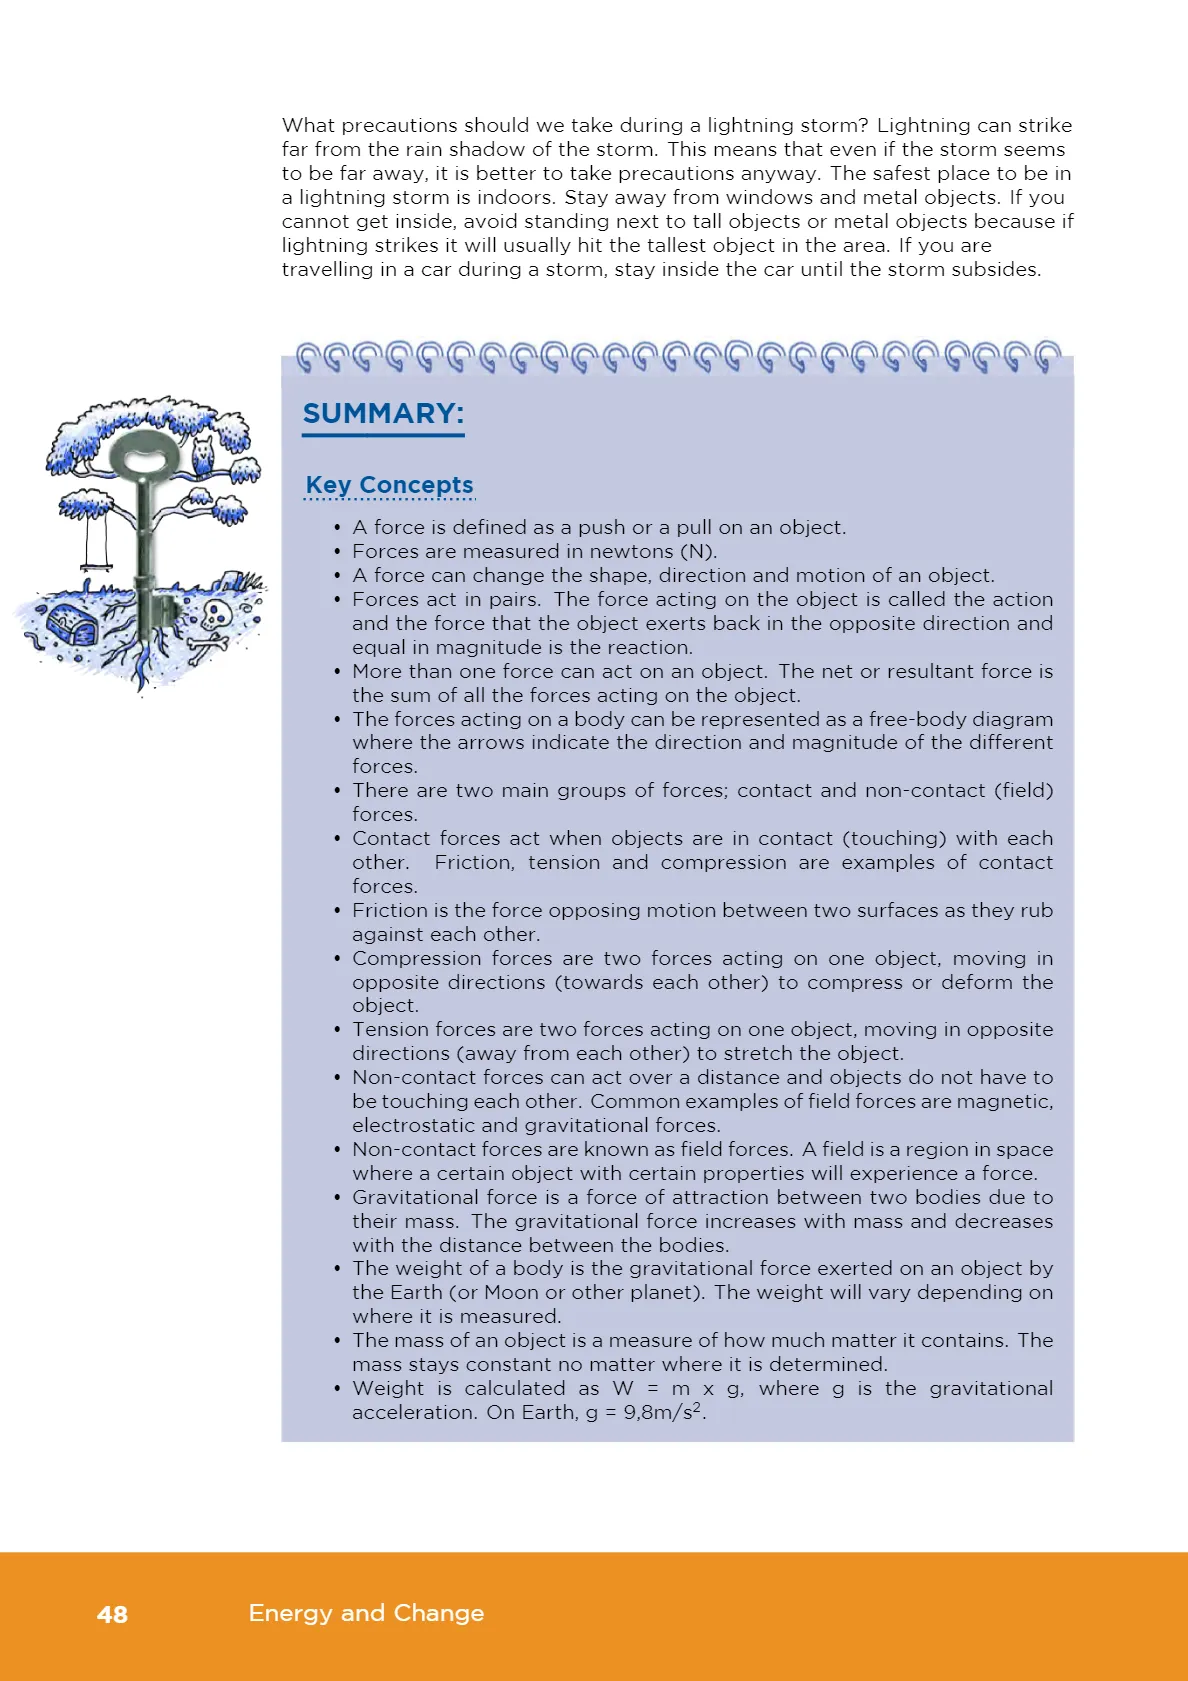 What precautions should we take during a lightning storm? Lightning can strike
far from the rain shadow of the storm. This means that even if the storm seems
to be far away, it is better to take precautions anyway. The safest place to be in
a lightning storm is indoors. Stay away from windows and metal objects. If you
cannot get inside, avoid standing next to tall objects or metal objects because if
lightning strikes it will usually hit the tallest object in the area. If you are
travelling in a car during a storm, stay inside the car until the storm subsides.
SUMMARY:
Key Concepts
• A force is defined as a push or a pull on an object.
• Forces are measured in newtons (N).
• A force can change the shape, direction and motion of an object.
• Forces act in pairs. The force acting on the object is called the action
and the force that the object exerts back in the opposite direction and
equal in magnitude is the reaction.
• More than one force can act on an object. The net or resultant force is
the sum of all the forces acting on the object.
• The forces acting on a body can be represented as a free-body diagram
where the arrows indicate the direction and magnitude of the different
forces.
• There are two main groups of forces; contact and non-contact (field)
forces.
• Contact forces act when objects are in contact (touching) with each
other. Friction, tension and compression are examples of contact
forces.
• Friction is the force opposing motion between two surfaces as they rub
against each other.
• Compression forces are two forces acting on one object, moving in
opposite directions (towards each other) to compress or deform the
object.
• Tension forces are two forces acting on one object, moving in opposite
directions (away from each other) to stretch the object.
• Non-contact forces can act over a distance and objects do not have to
be touching each other. Common examples of field forces are magnetic,
electrostatic and gravitational forces.
• Non-contact forces are known as field forces. A field is a region in space
where a certain object with certain properties will experience a force.
• Gravitational force is a force of attraction between two bodies due to
their mass. The gravitational force increases with mass and decreases
with the distance between the bodies.
• The weight of a body is the gravitational force exerted on an object by
the Earth (or Moon or other planet). The weight will vary depending on
where it is measured.
• The mass of an object is a measure of how much matter it contains. The
mass stays constant no matter where it is determined.
• Weight is calculated as W = m x g, where g is the gravitational
acceleration. On Earth, g = 9,8m/s².
48 Energy and Change